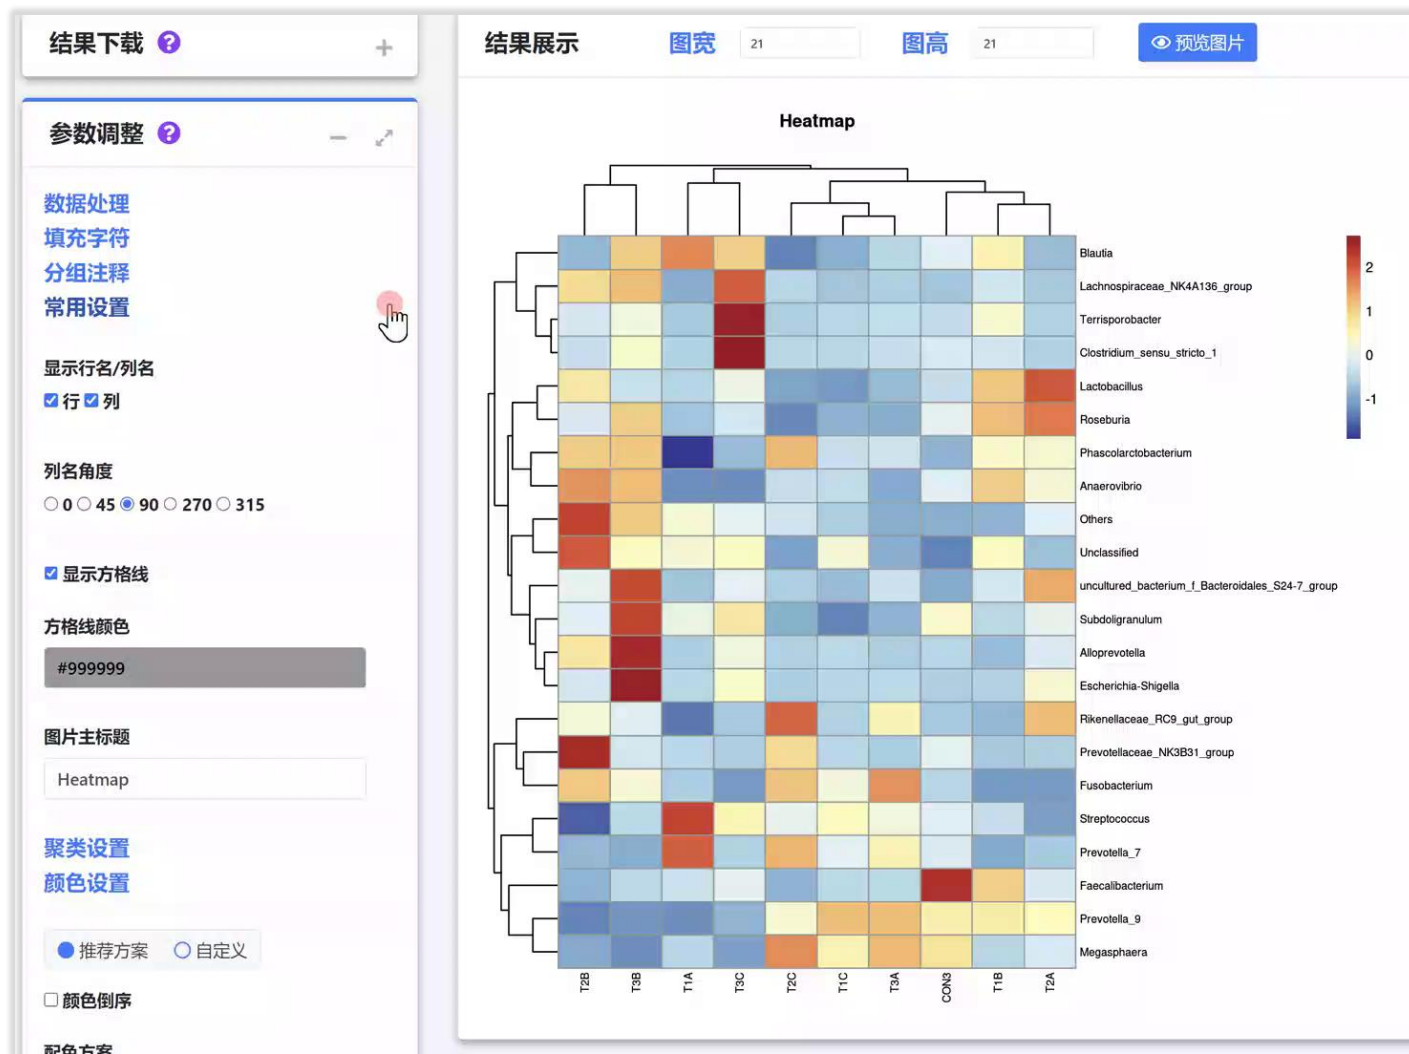 结果下载 ?
参数调整 ?
数据处理
填充字符
分组注释
常用设置
显示行名/列名
行 列
列名角度
0 45 90 270 315
显示方格线
方格线颜色
#999999
图片主标题
Heatmap
聚类设置
颜色设置
推荐方案 自定义
颜色倒序
配色方案
结果展示 图宽 21 图高 21 预览图片
Heatmap
Blautia
Lachnospiraceae_NK4A136_group
Terrisporobacter
Clostridium_sensu_stricto_1
Lactobacillus
Roseburia
Phascolarctobacterium
Anaerovibrio
Others
Unclassified
uncultured_bacterium_f_Bacteroidales_S24-7_group
Subdoligranulum
Alloprevotella
Escherichia-Shigella
Rikenellaceae_RC9_gut_group
Prevotellaceae_NK3B31_group
Fusobacterium
Streptococcus
Prevotella_7
Faecalibacterium
Prevotella_9
Megasphaera
T2B T3B T1A T3C T2C T1C T3A CON3 T1B T2A
2
1
0
-1